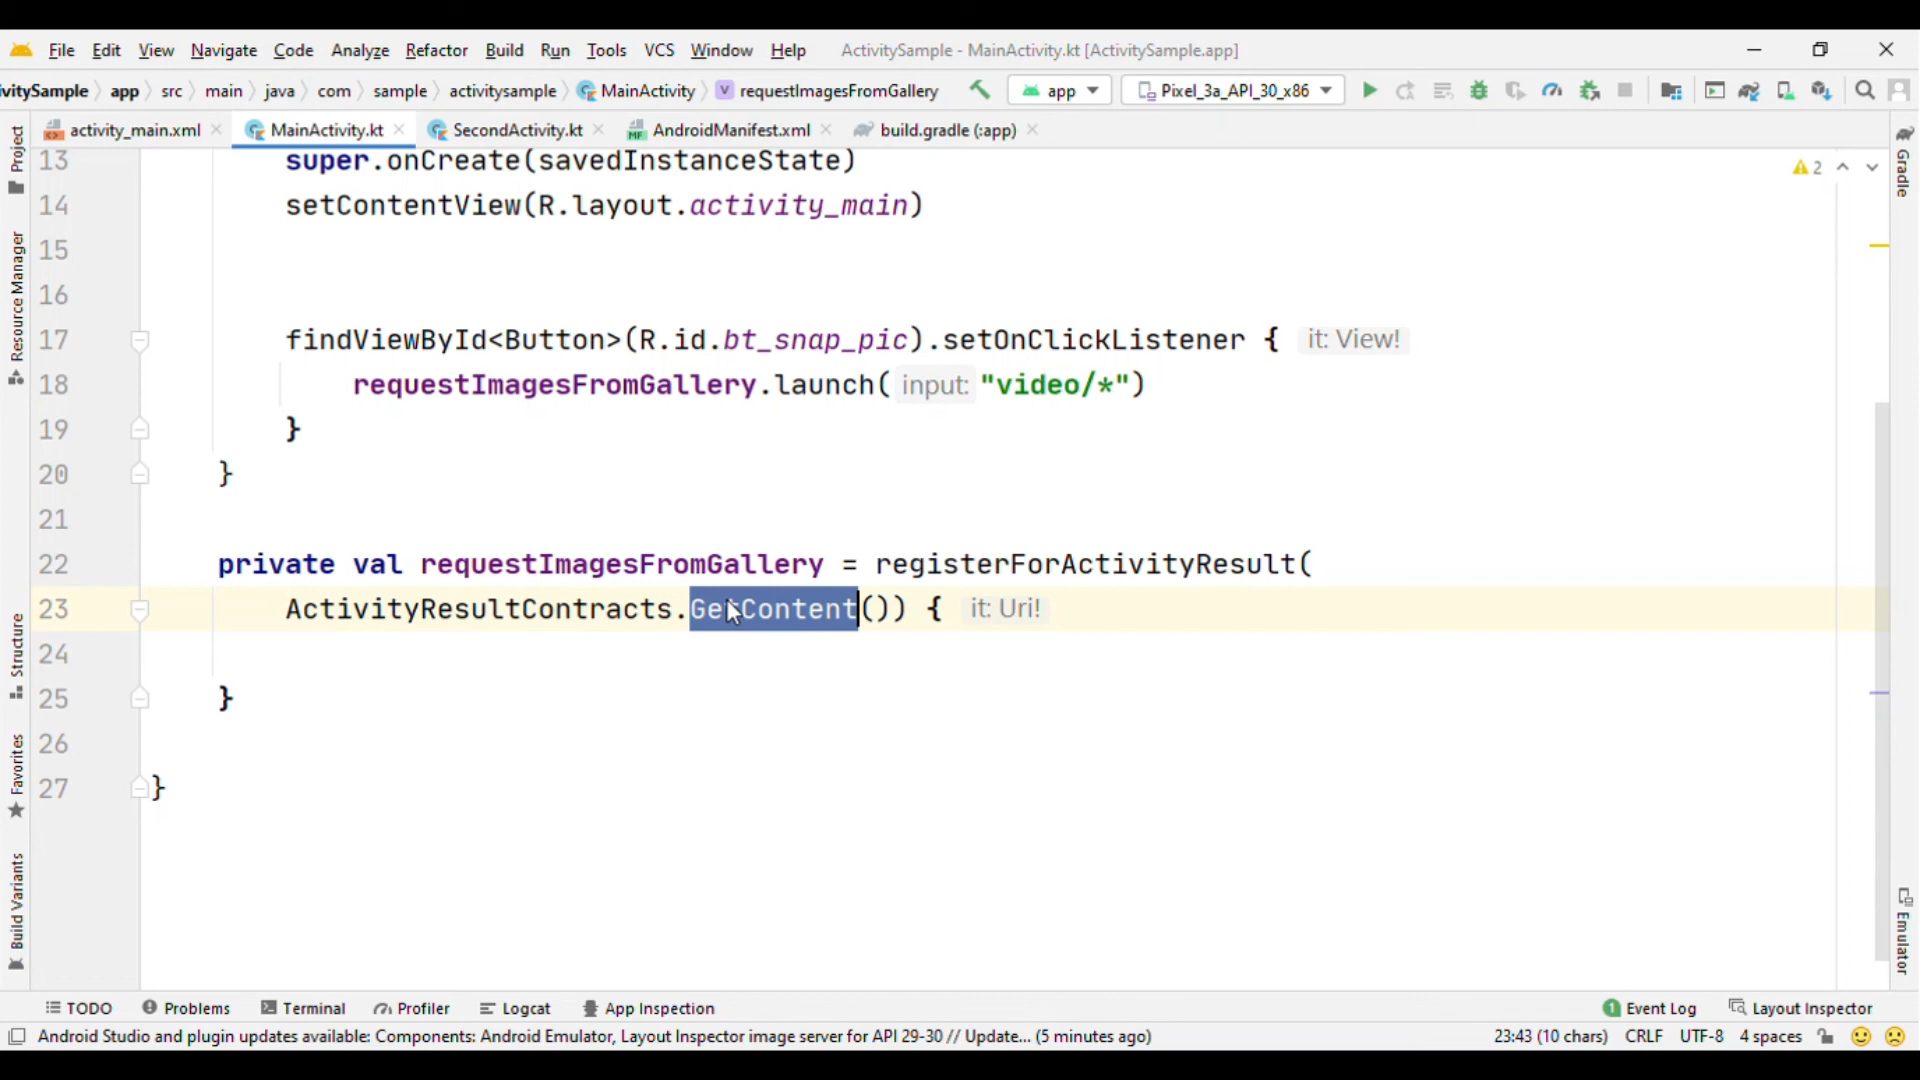 File Edit View Navigate Code Analyze Refactor Build Run Tools VCS Window Help ActivitySample - MainActivity.kt [ActivitySample.app]
ivitySample app src main java com sample activitysample MainActivity V requestImagesFromGallery app Pixel_3a_API_30_x86
activity_main.xml MainActivity.kt SecondActivity.kt MF AndroidManifest.xml build.gradle (:app)
Project
Resource Manager
Structure
Favorites
Build Variants
13 super.onCreate(savedInstanceState)
2
14 setContentView(R.layout.activity_main)
15
16
17 findViewById<Button>(R.id.bt_snap_pic).setOnClickListener { it: View!
18 requestImagesFromGallery.launch( input: "video/*")
19 }
20 }
21
22 private val requestImagesFromGallery = registerForActivityResult(
23 ActivityResultContracts.GetContent()) { it: Uri!
24
25 }
26
27 }
Gradle
Emulator
TODO Problems Terminal Profiler Logcat App Inspection 1 Event Log Layout Inspector
Android Studio and plugin updates available: Components: Android Emulator, Layout Inspector image server for API 29-30 // Update... (5 minutes ago) 23:43 (10 chars) CRLF UTF-8 4 spaces